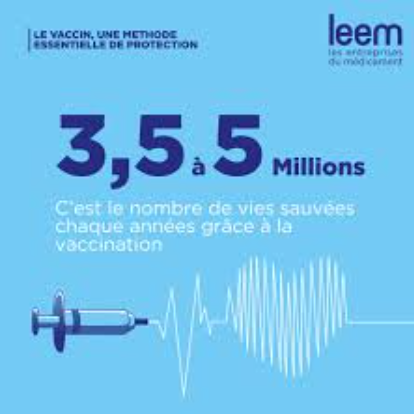 LE VACCIN, UNE METHODE
ESSENTIELLE DE PROTECTION
leem
les entreprises
du médicament
3,5 à 5 Millions
C'est le nombre de vies sauvées
chaque années grâce à la
vaccination